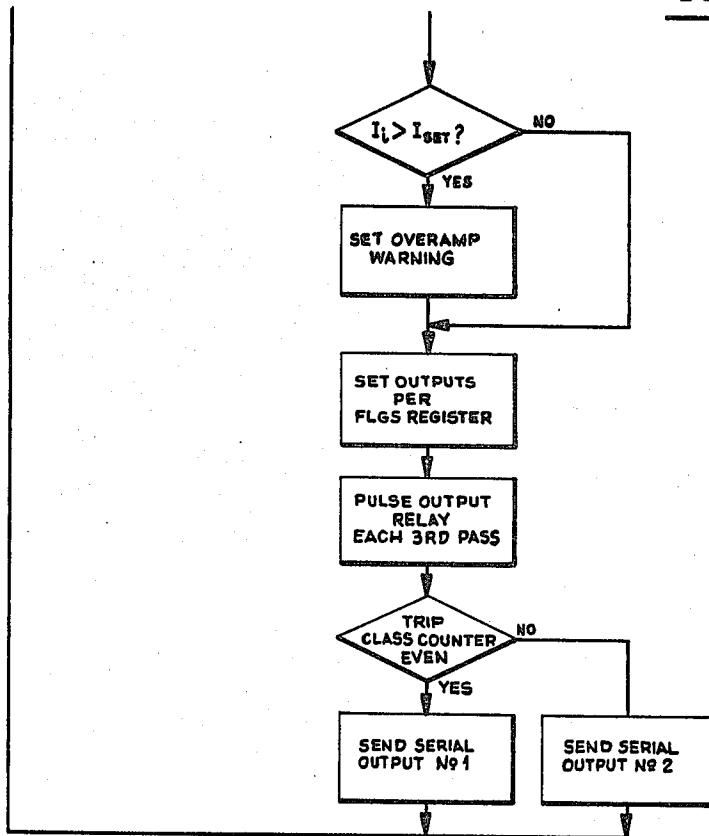 Iᵢ > I_SET ?
NO
YES
SET OVERAMP
WARNING
SET OUTPUTS
PER
FLGS REGISTER
PULSE OUTPUT
RELAY
EACH 3RD PASS
TRIP
CLASS COUNTER
EVEN
NO
YES
SEND SERIAL
OUTPUT Nº 1
SEND SERIAL
OUTPUT Nº 2